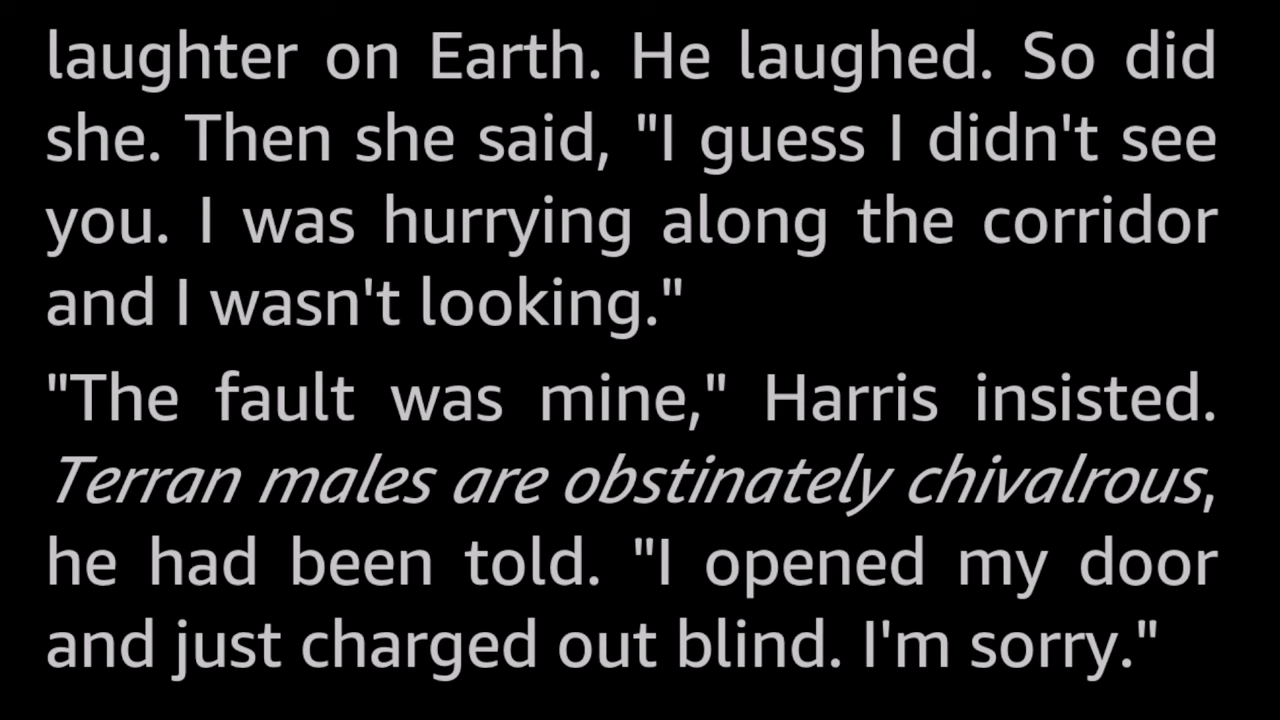 laughter on Earth. He laughed. So did
she. Then she said, "I guess I didn't see
you. I was hurrying along the corridor
and I wasn't looking."
"The fault was mine," Harris insisted.
Terran males are obstinately chivalrous,
he had been told. "I opened my door
and just charged out blind. I'm sorry."